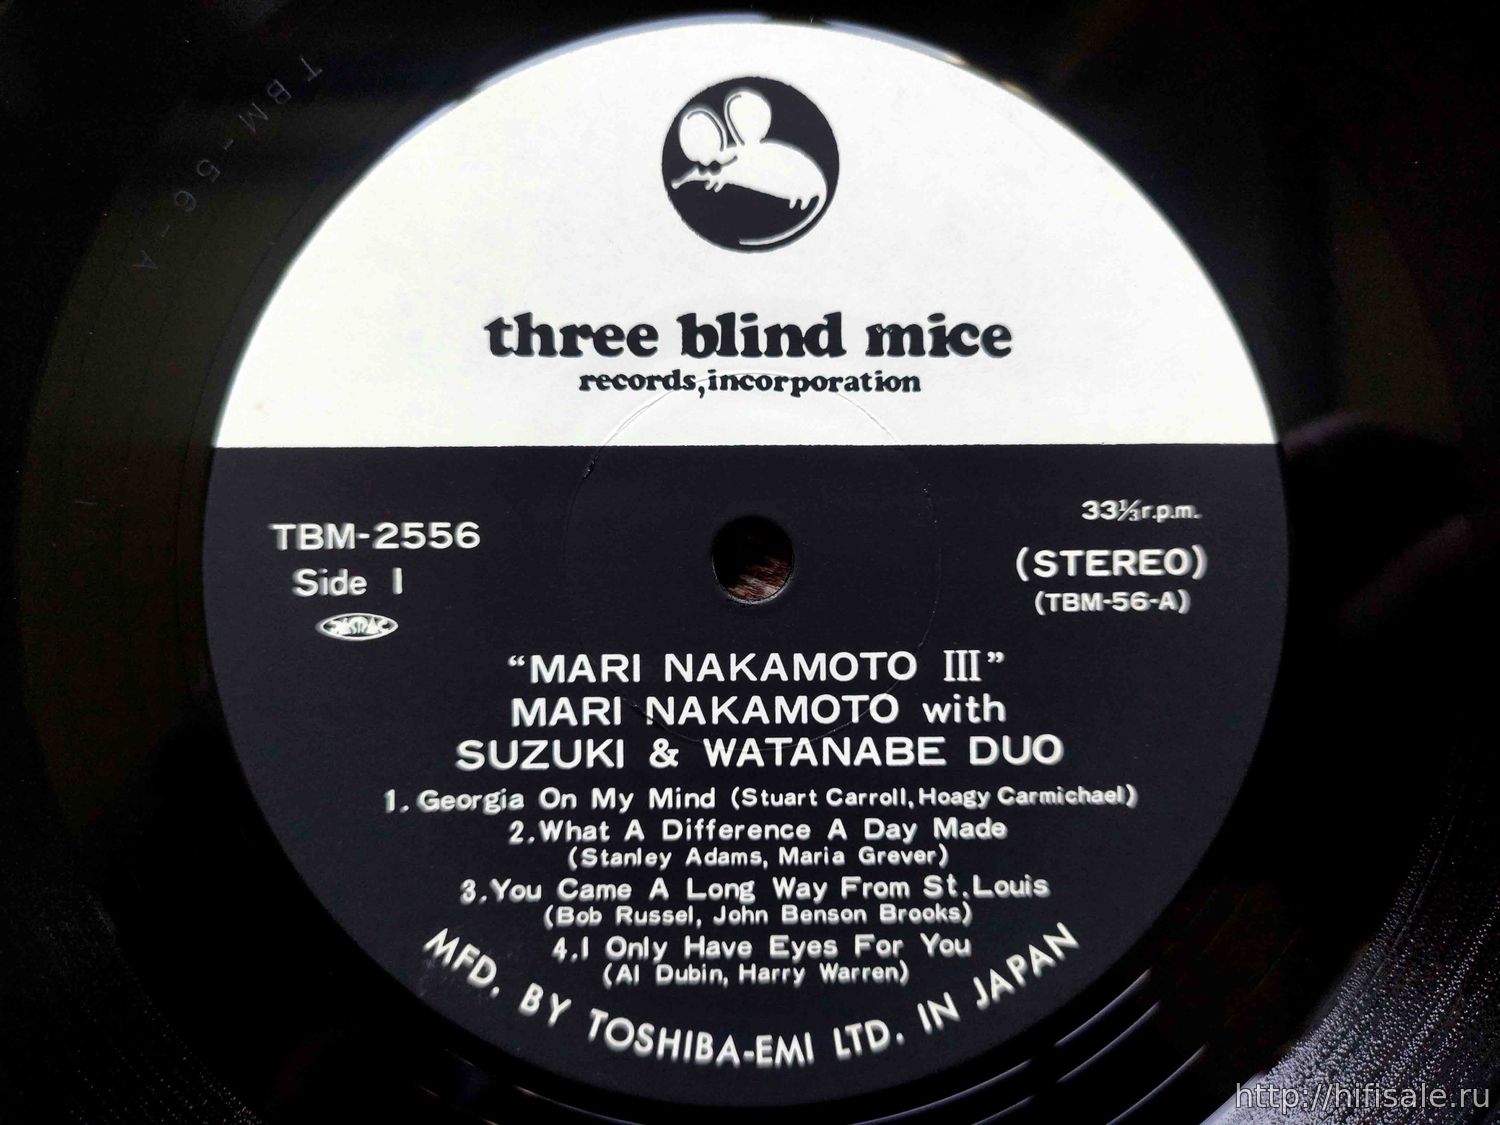 TBM-56-A
three blind mice
records,incorporation
TBM-2556
Side 1
33⅓r.p.m.
(STEREO)
(TBM-56-A)
“MARI NAKAMOTO III”
MARI NAKAMOTO with
SUZUKI & WATANABE DUO
1.Georgia On My Mind (Stuart Carroll,Hoagy Carmichael)
2.What A Difference A Day Made
(Stanley Adams, Maria Grever)
3.You Came A Long Way From St.Louis
(Bob Russel, John Benson Brooks)
4.I Only Have Eyes For You
(Al Dubin, Harry Warren)
MFD. BY TOSHIBA-EMI LTD. IN JAPAN
http://hifisale.ru